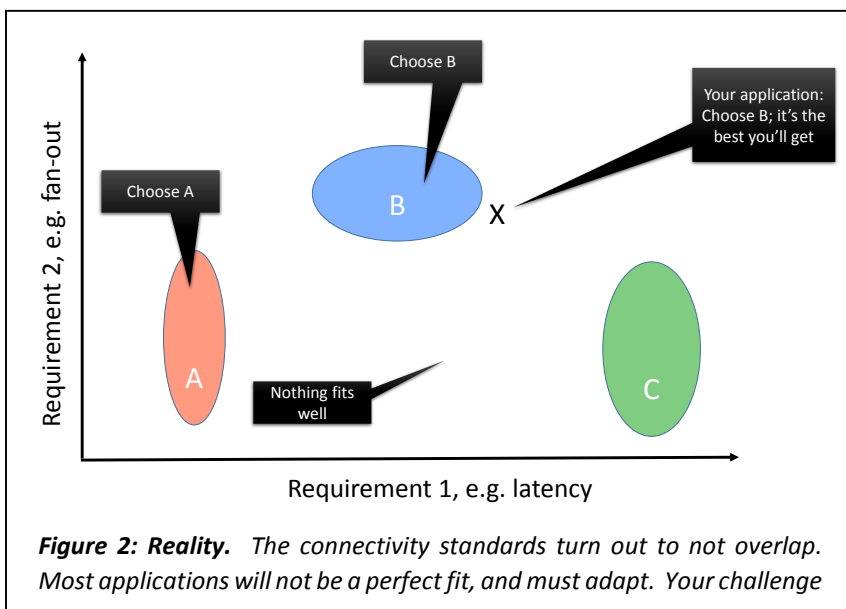 Choose B
Your application:
Choose B; it's the
best you'll get
Choose A
B
X
A
C
Nothing fits
well
Requirement 2, e.g. fan-out
Requirement 1, e.g. latency
Figure 2: Reality. The connectivity standards turn out to not overlap.
Most applications will not be a perfect fit, and must adapt. Your challenge